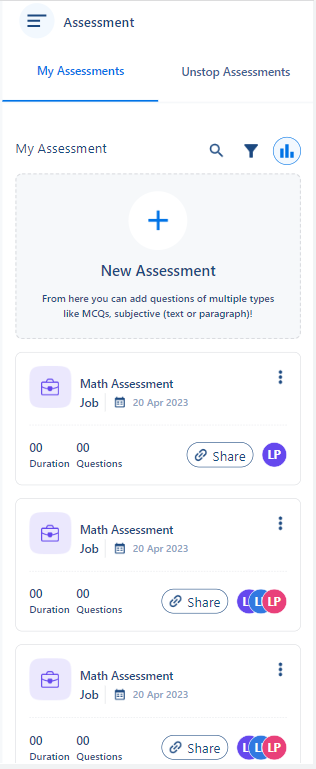 Assessment
My Assessments Unstop Assessments
My Assessment
New Assessment
From here you can add questions of multiple types
like MCQs, subjective (text or paragraph)!
Math Assessment
Job 20 Apr 2023
00 00
Duration Questions
Share LP
Math Assessment
Job 20 Apr 2023
00 00
Duration Questions
Share L L LP
Math Assessment
Job 20 Apr 2023
00 00
Duration Questions
Share L L LP